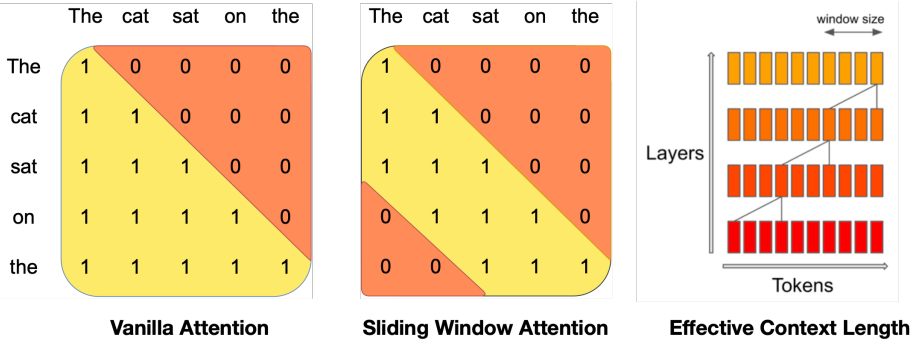 The cat sat on the
The 1 0 0 0 0
cat 1 1 0 0 0
sat 1 1 1 0 0
on 1 1 1 1 0
the 1 1 1 1 1
Vanilla Attention
The cat sat on the
1 0 0 0 0
1 1 0 0 0
1 1 1 0 0
0 1 1 1 0
0 0 1 1 1
Sliding Window Attention
window size
Layers
Tokens
Effective Context Length